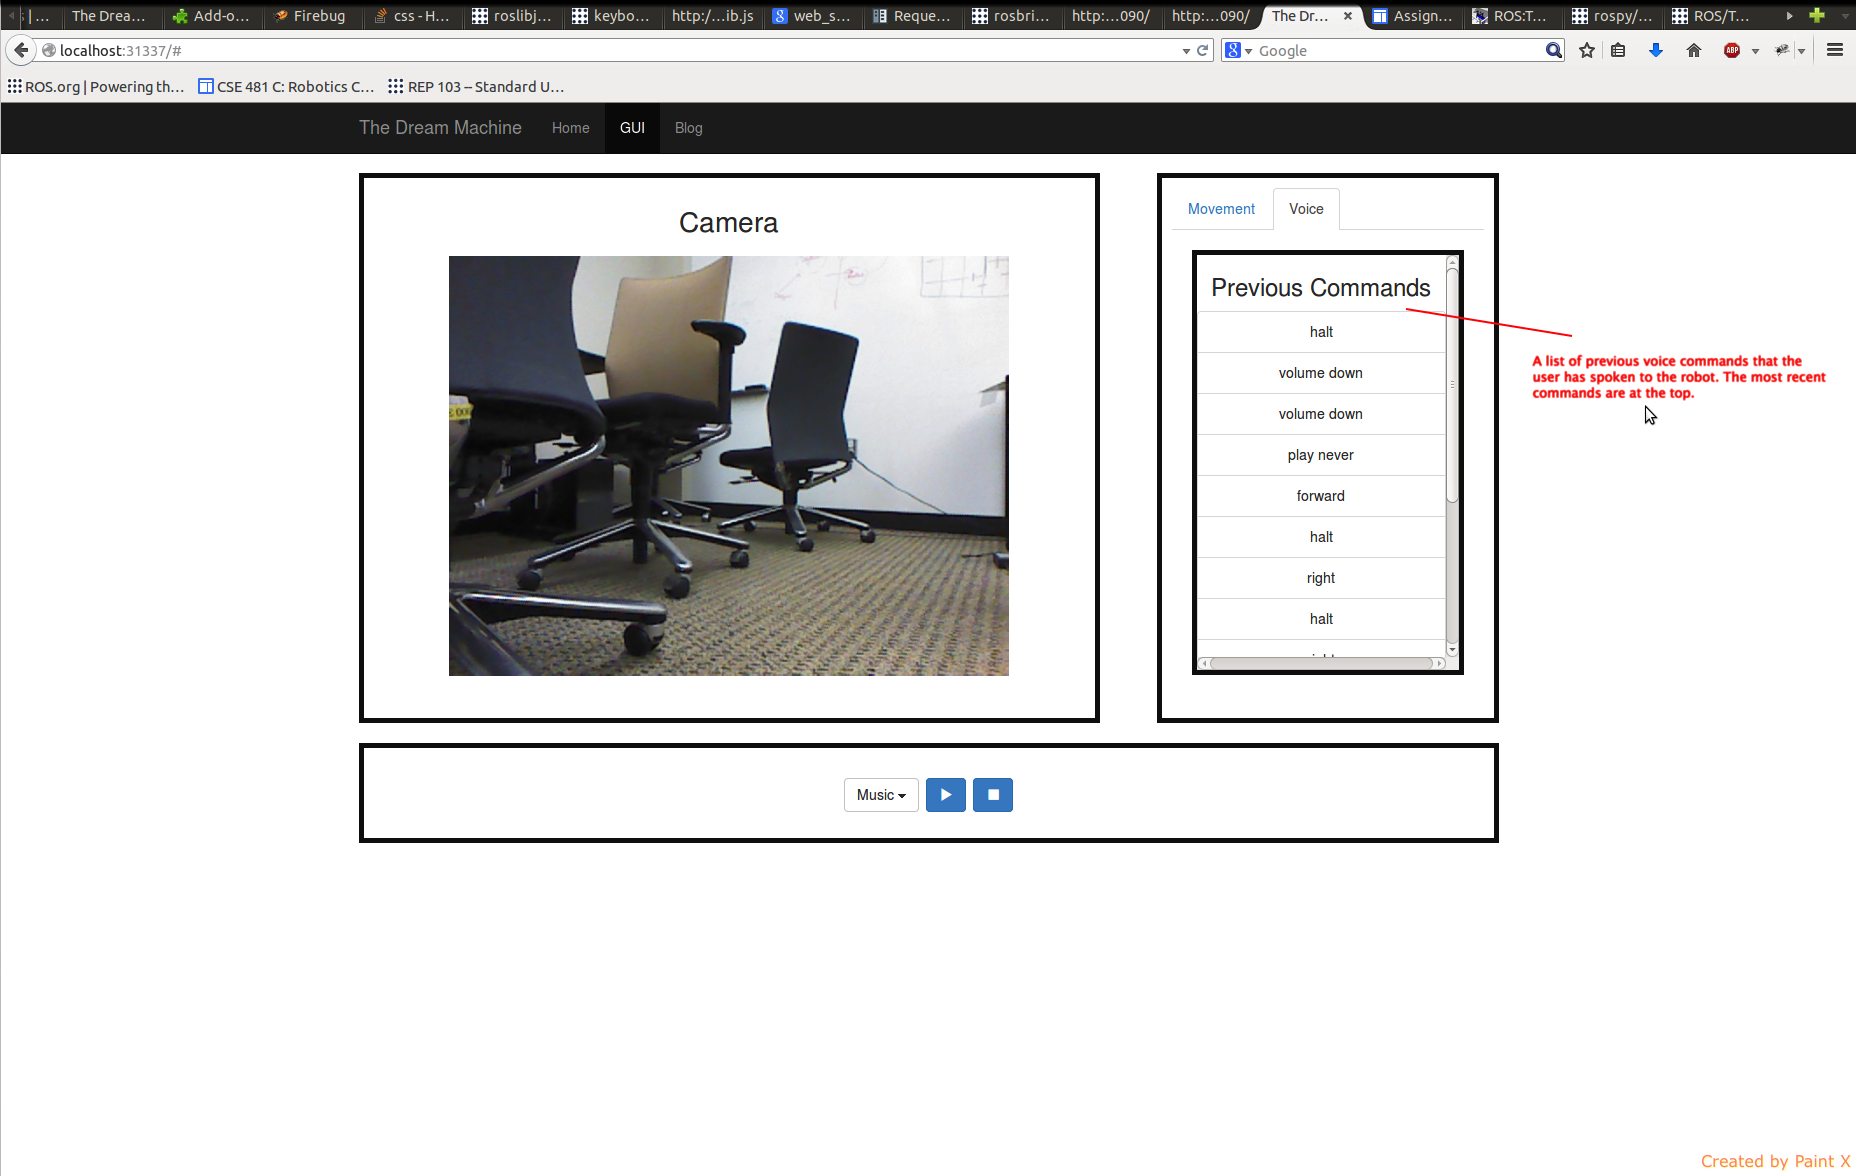 s | ...
The Drea...
Add-o...
Firebug
css - H...
roslibj...
keybo...
http:/...ib.js
web_s...
Reque...
rosbri...
http:...090/
http:...090/
The Dr...
Assign...
ROS:T...
rospy/...
ROS/T...
localhost:31337/#
Google
ABP
ROS.org | Powering th...
CSE 481 C: Robotics C...
REP 103 -- Standard U...
The Dream Machine
Home
GUI
Blog
Camera
Movement
Voice
Previous Commands
halt
volume down
volume down
play never
forward
halt
right
halt
A list of previous voice commands that the
user has spoken to the robot. The most recent
commands are at the top.
Music
Created by Paint X